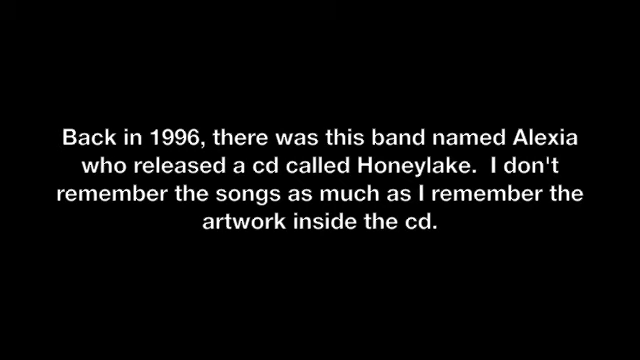 Back in 1996, there was this band named Alexia
who released a cd called Honeylake.  I don't
remember the songs as much as I remember the
artwork inside the cd.